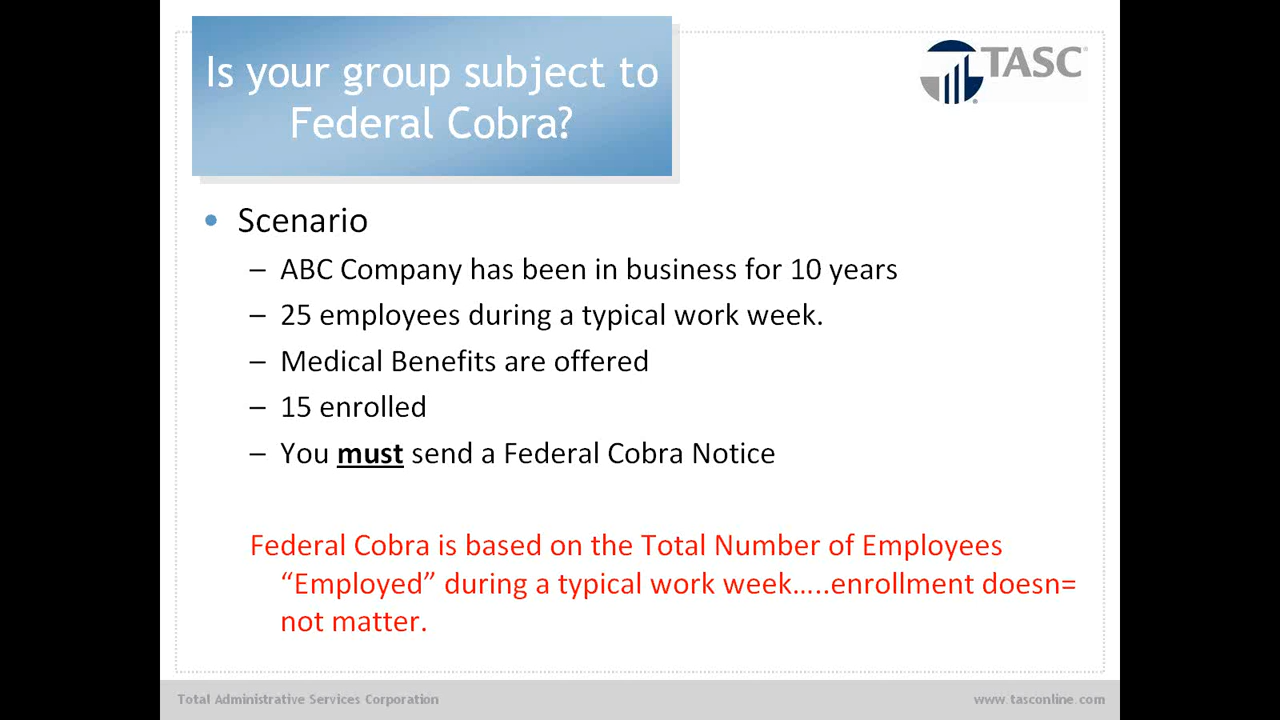 Is your group subject to
Federal Cobra?
TASC
• Scenario
– ABC Company has been in business for 10 years
– 25 employees during a typical work week.
– Medical Benefits are offered
– 15 enrolled
– You must send a Federal Cobra Notice
Federal Cobra is based on the Total Number of Employees
“Employed” during a typical work week…..enrollment doesn=
not matter.
Total Administrative Services Corporation
www.tasconline.com